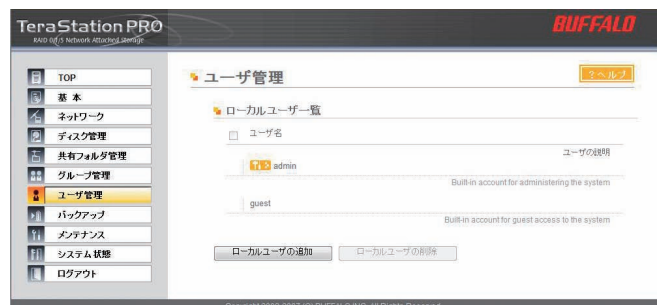 TeraStation PRO
RAID 0/1/5 Network Attached Storage
BUFFALO
TOP
基本
ネットワーク
ディスク管理
共有フォルダ管理
グループ管理
ユーザ管理
バックアップ
メンテナンス
システム状態
ログアウト
ユーザ管理
?ヘルプ
ローカルユーザ一覧
ユーザ名
ユーザの説明
admin
Built-in account for administering the system
guest
Built-in account for guest access to the system
ローカルユーザの追加
ローカルユーザの削除